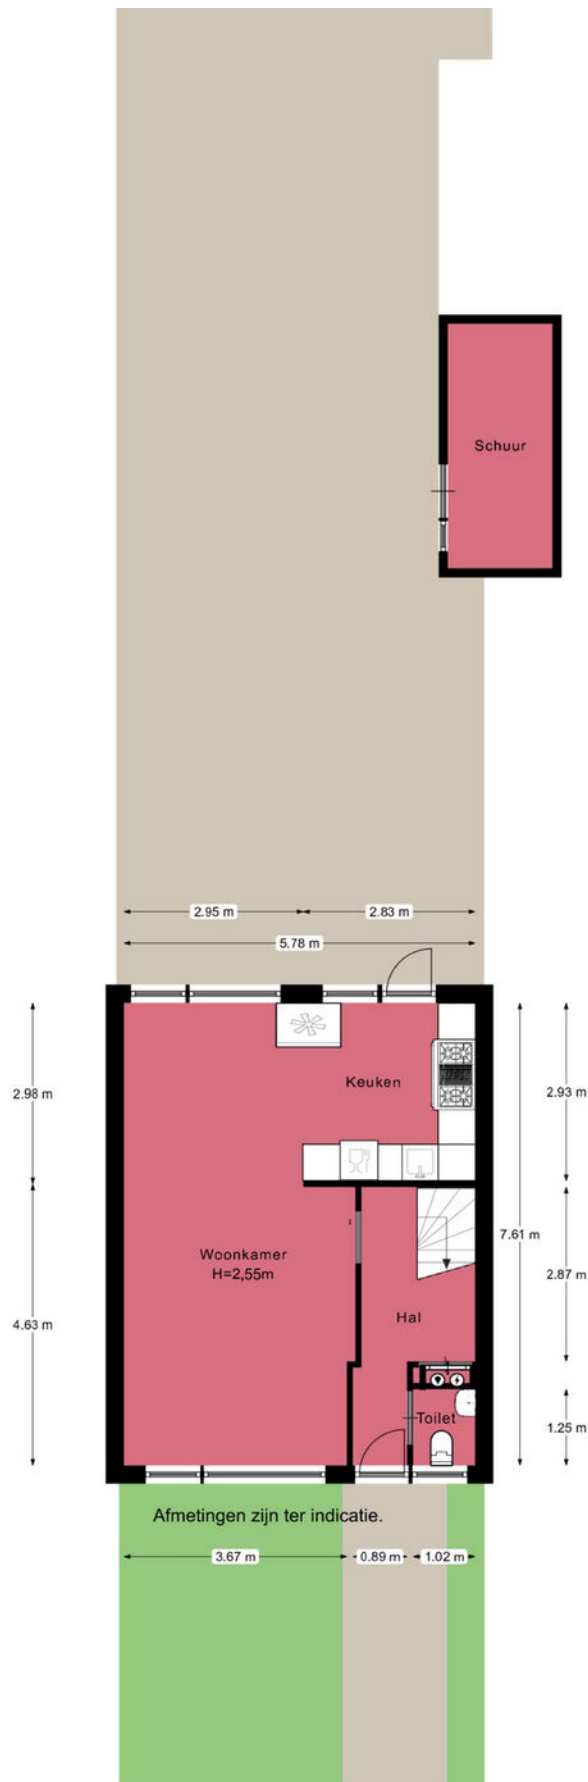 Schuur
2.95 m
2.83 m
5.78 m
Keuken
2.98 m
2.93 m
7.61 m
Woonkamer
H=2,55m
2.87 m
4.63 m
Hal
Toilet
1.25 m
Afmetingen zijn ter indicatie.
3.67 m
0.89 m
1.02 m